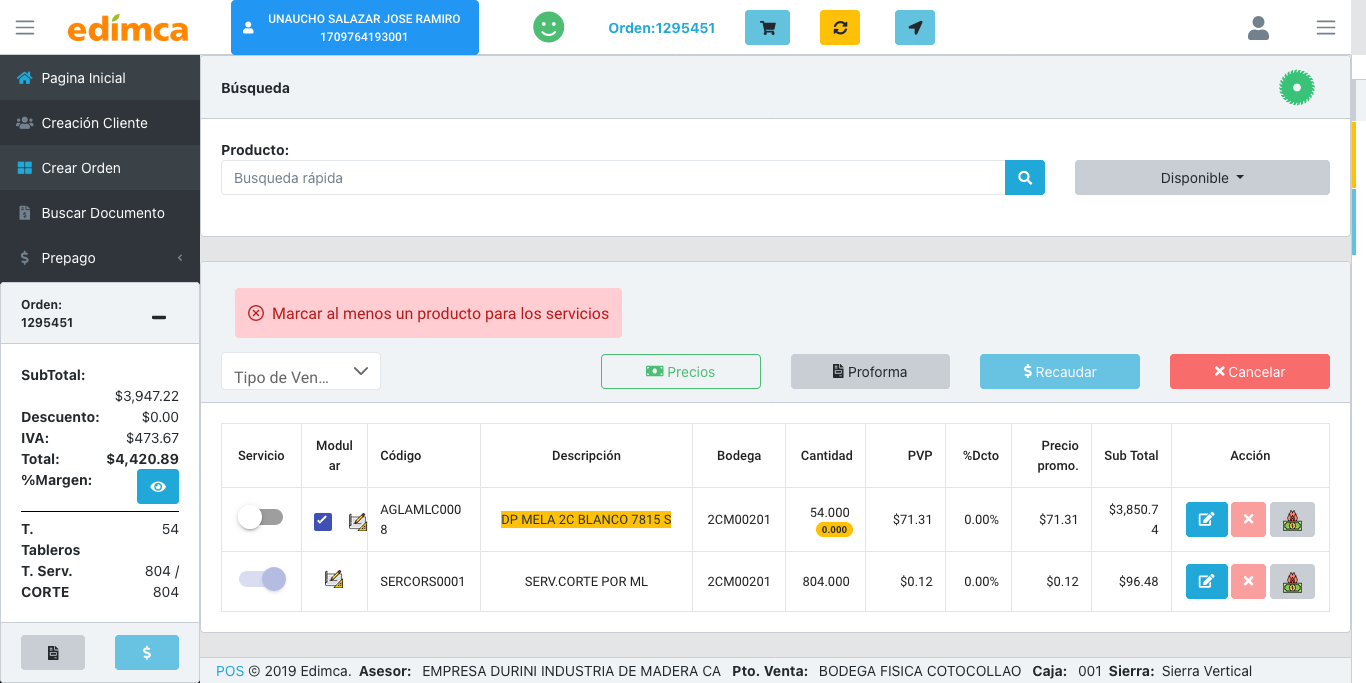 edimca
UNAUCHO SALAZAR JOSE RAMIRO
1709764193001
Orden:1295451
Pagina Inicial
Creación Cliente
Crear Orden
Buscar Documento
Prepago
Orden:
1295451
SubTotal:
$3,947.22
Descuento: $0.00
IVA: $473.67
Total: $4,420.89
%Margen:
T. 54
Tableros
T. Serv. 804 /
CORTE 804
Búsqueda
Producto:
Busqueda rápida
Disponible
Marcar al menos un producto para los servicios
Tipo de Ven...
Precios
Proforma
$ Recaudar
Cancelar
Servicio Modul
ar Código Descripción Bodega Cantidad PVP %Dcto Precio
promo. Sub Total Acción
AGLAMLC000
8 DP MELA 2C BLANCO 7815 S 2CM00201 54.000
0.000 $71.31 0.00% $71.31 $3,850.7
4
SERCORS0001 SERV.CORTE POR ML 2CM00201 804.000 $0.12 0.00% $0.12 $96.48
POS © 2019 Edimca. Asesor: EMPRESA DURINI INDUSTRIA DE MADERA CA Pto. Venta: BODEGA FISICA COTOCOLLAO Caja: 001 Sierra: Sierra Vertical